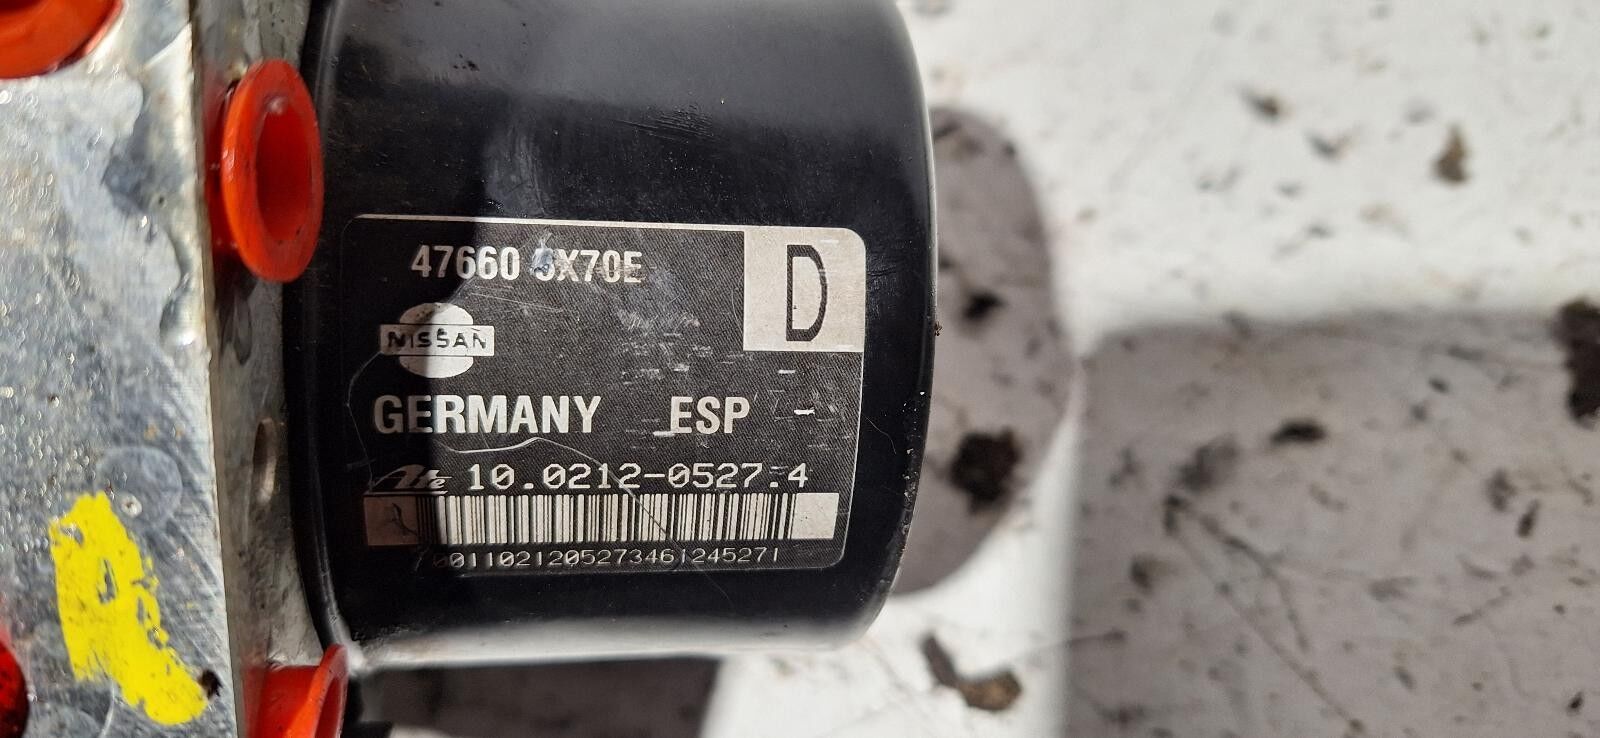 47660 5X70E
D
NISSAN
GERMANY ESP
Ate 10.0212-0527.4